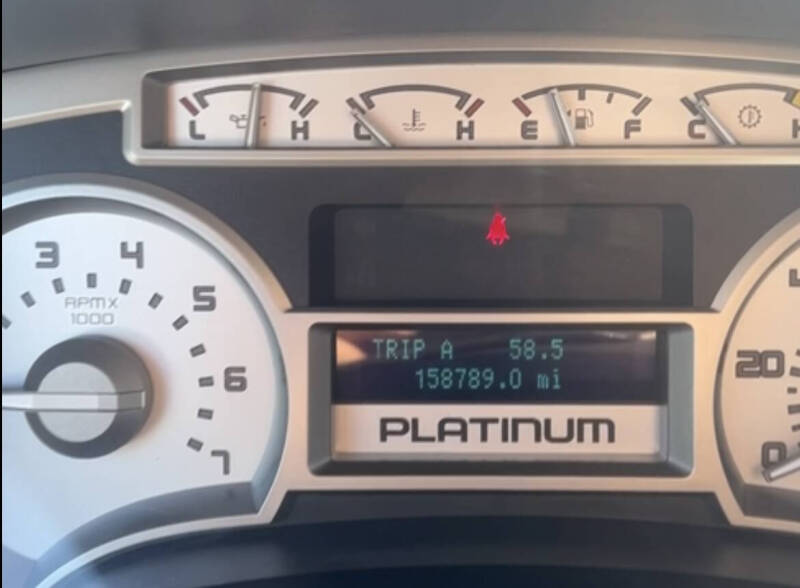 L H C H E F C
3 4
5
RPM X
1000
6
7
20
0
TRIP A 58.5
158789.0 mi
PLATINUM